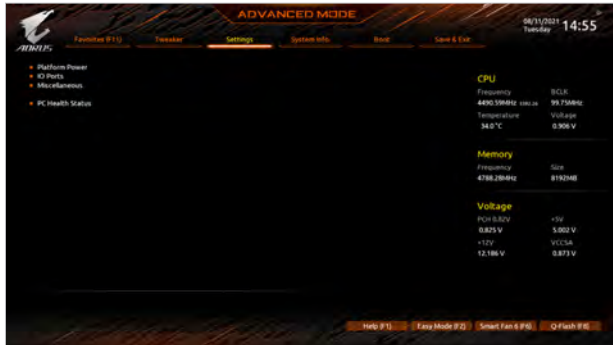 ADVANCED MODE
08/11/2021
Tuesday
14:55
AORUS
Favorites (F11)
Tweaker
Settings
System Info.
Boot
Save & Exit
Platform Power
IO Ports
Miscellaneous
PC Health Status
CPU
Frequency BCLK
4490.59MHz 99.75MHz
Temperature Voltage
34.0 °C 0.906 V
Memory
Frequency Size
4788.28MHz 8192MB
Voltage
PCH 0.82V +5V
0.825 V 5.002 V
+12V VCCSA
12.186 V 0.873 V
Help (F1)
Easy Mode (F2)
Smart Fan 6 (F6)
Q-Flash (F8)